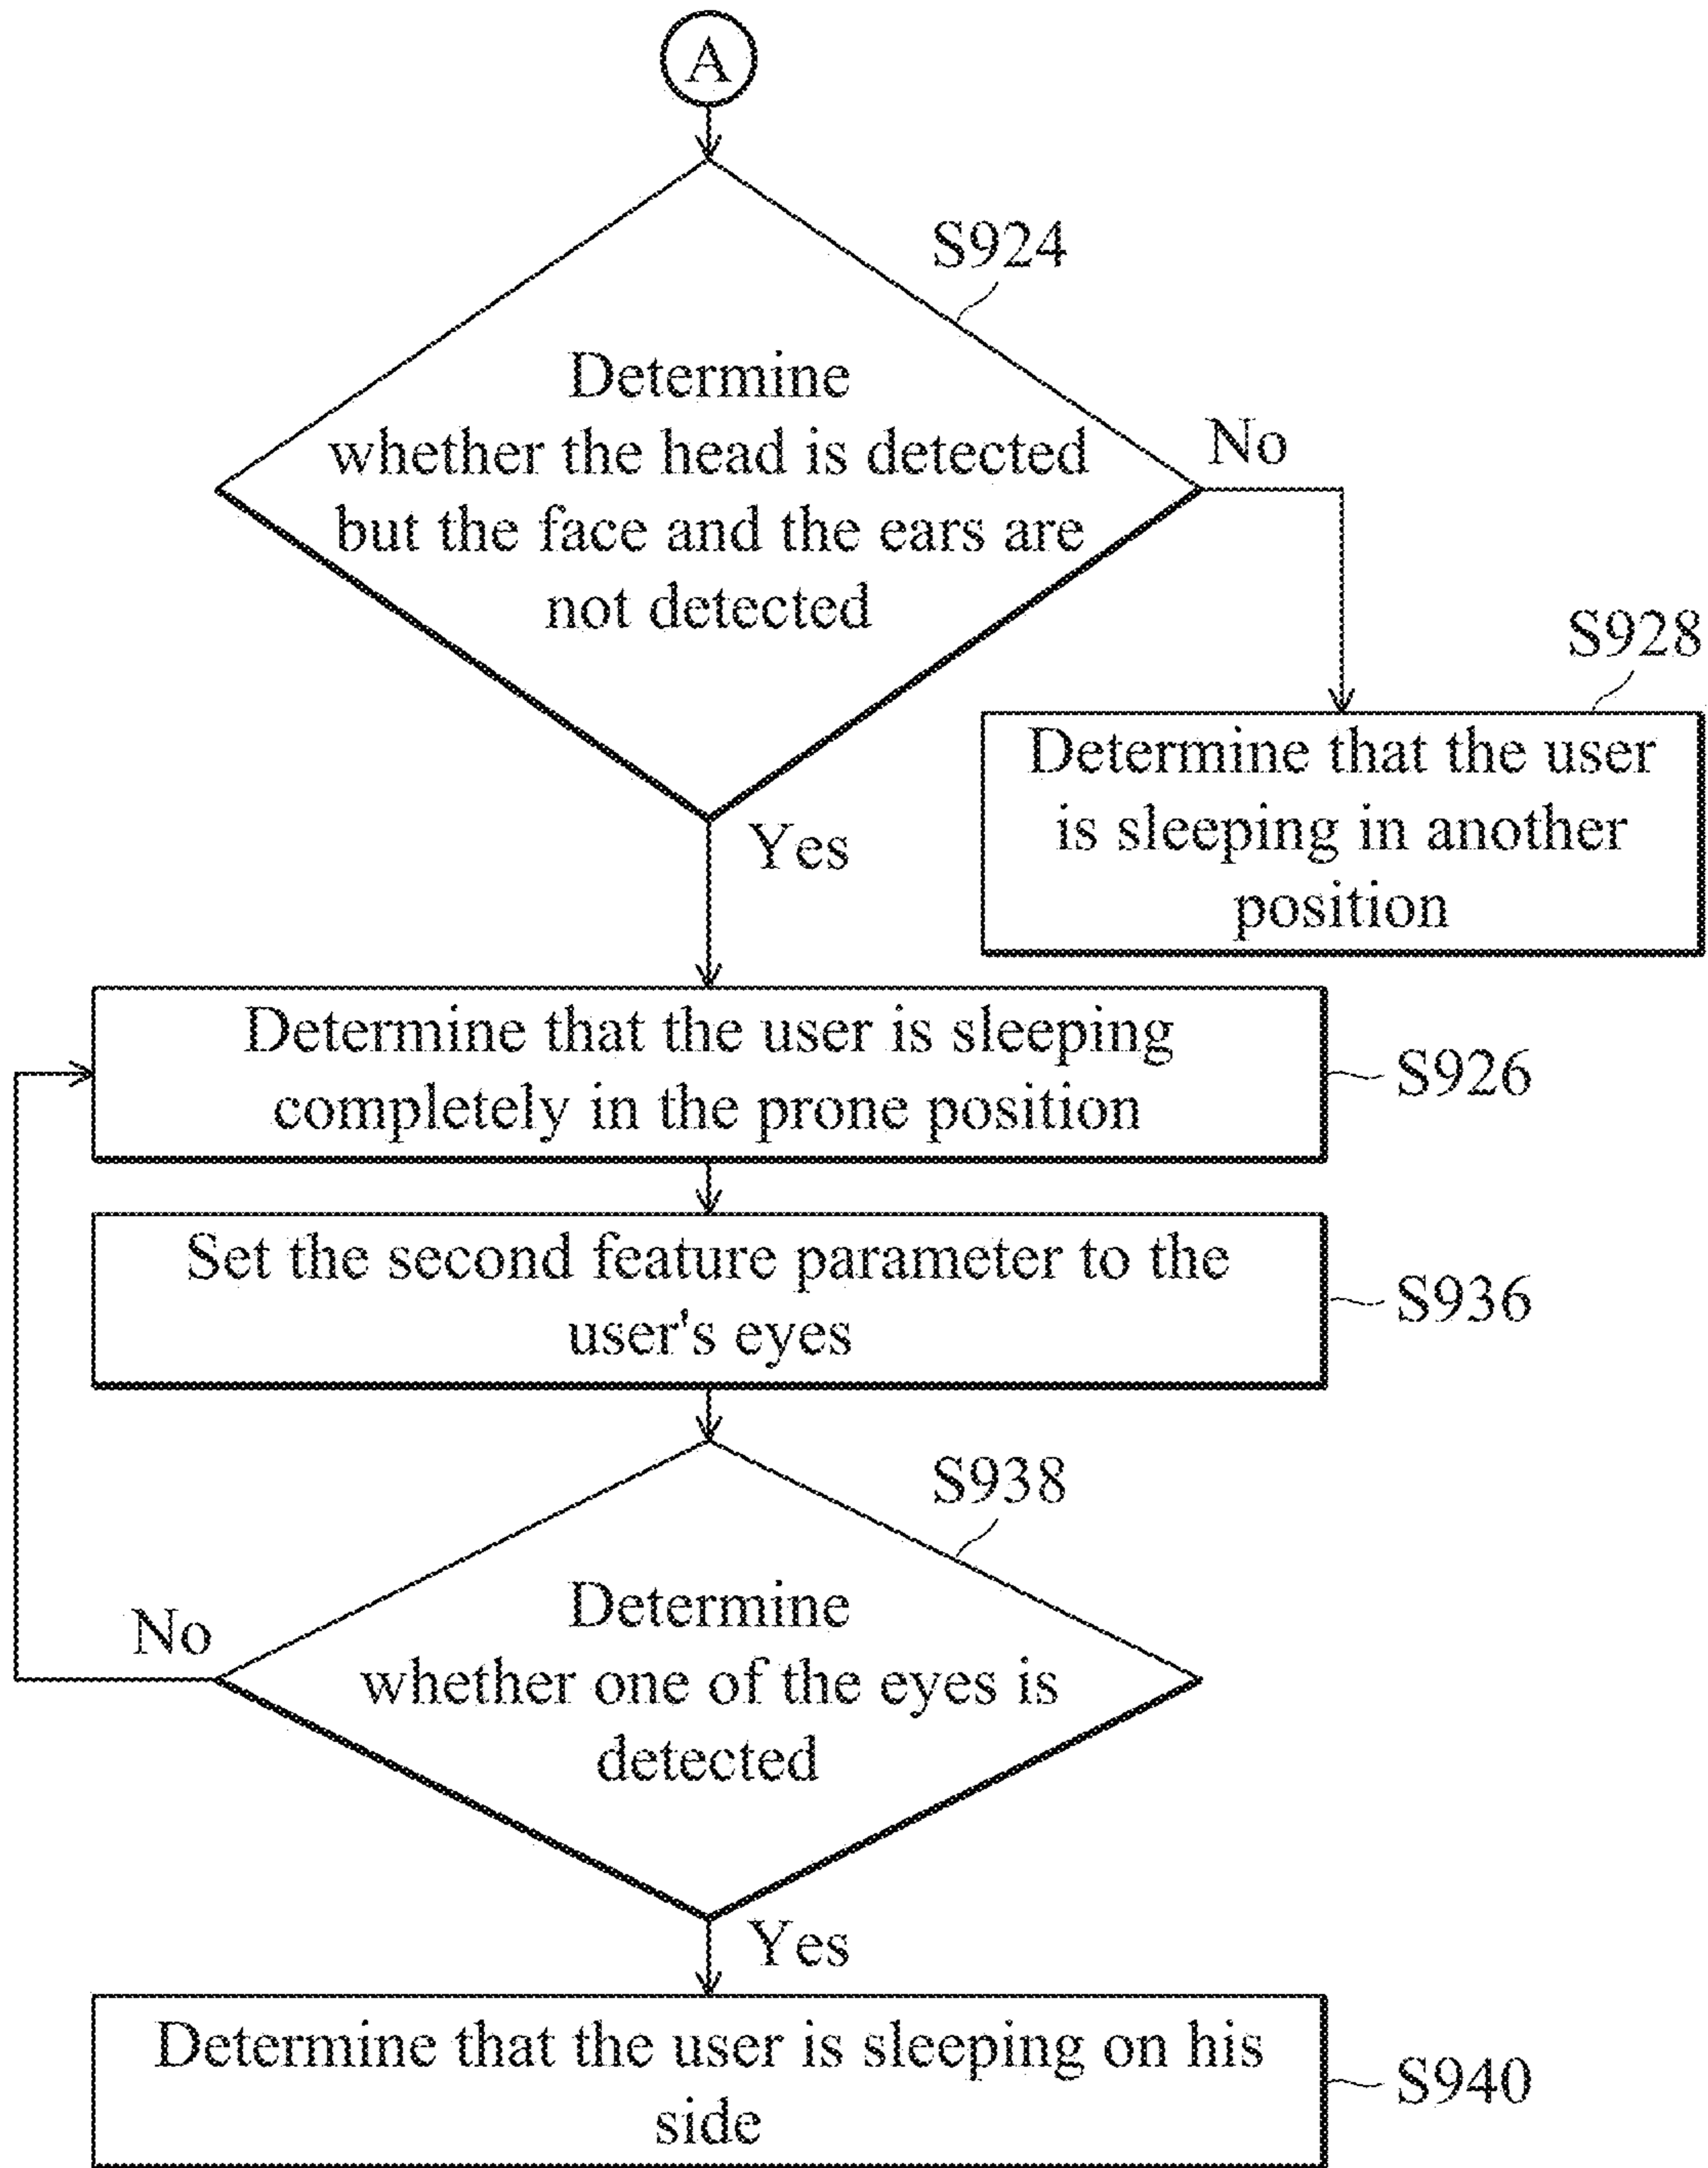 A
S924
Determine
whether the head is detected
but the face and the ears are
not detected
No
S928
Determine that the user
is sleeping in another
position
Yes
Determine that the user is sleeping
completely in the prone position
S926
Set the second feature parameter to the
user's eyes
S936
S938
Determine
whether one of the eyes is
detected
No
Yes
Determine that the user is sleeping on his
side
S940